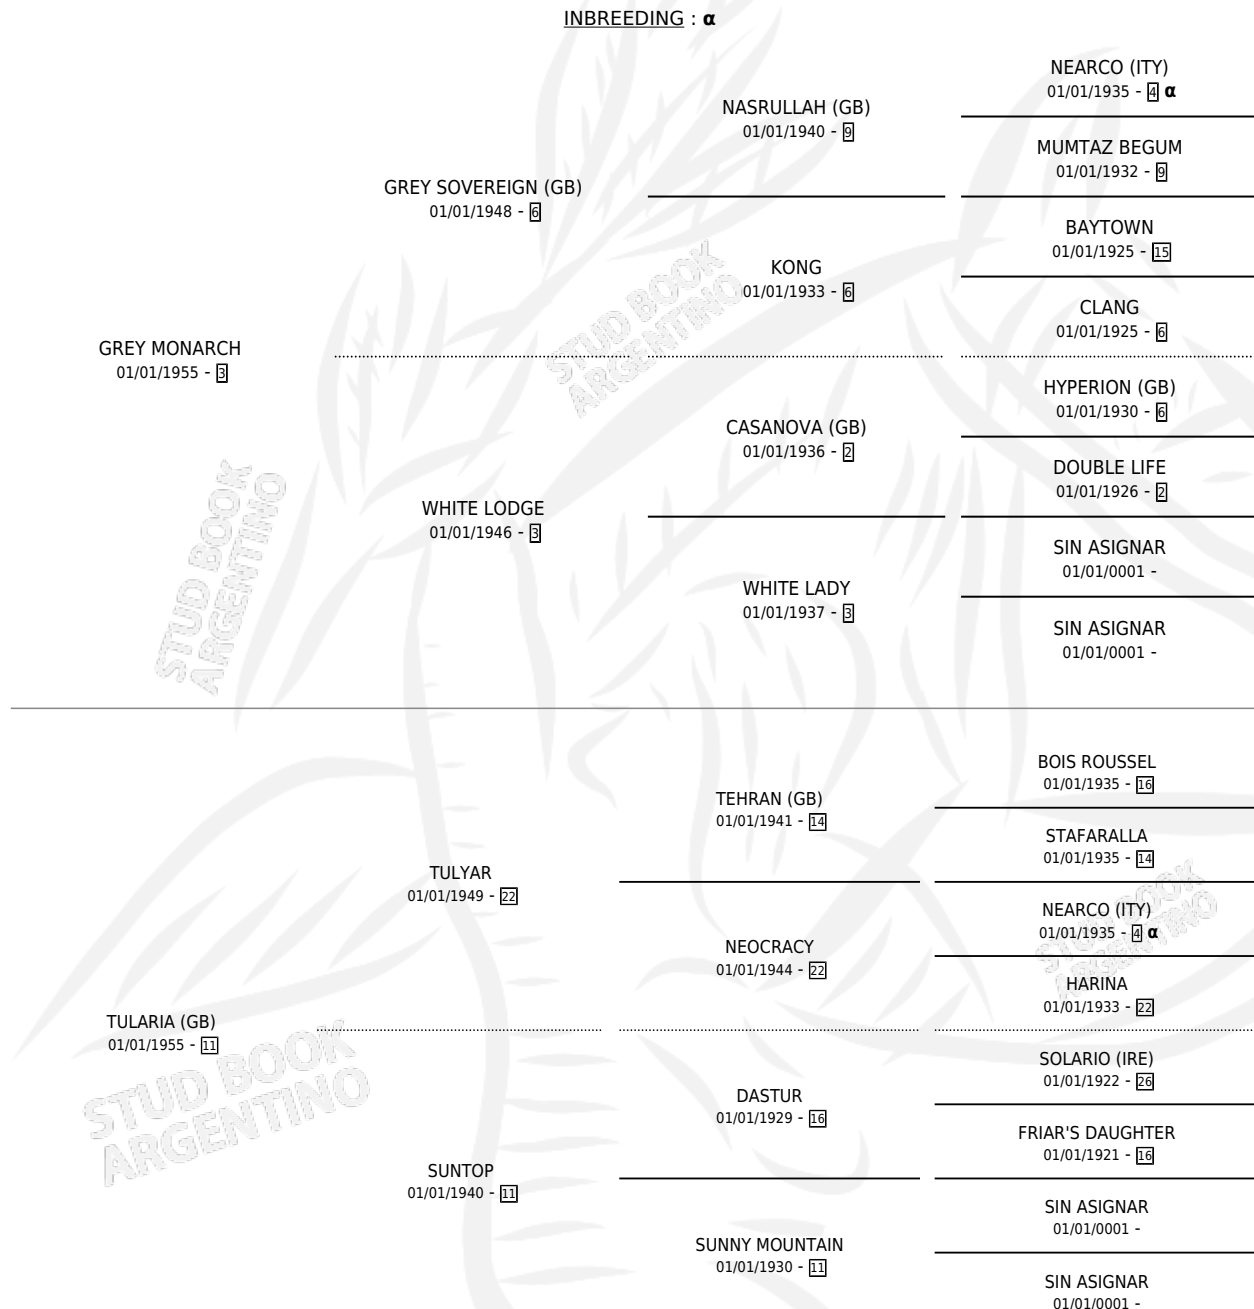 INBREEDING : α
NEARCO (ITY)
01/01/1935 - 4 α
NASRULLAH (GB)
01/01/1940 - 9
MUMTAZ BEGUM
01/01/1932 - 9
GREY SOVEREIGN (GB)
01/01/1948 - 6
BAYTOWN
01/01/1925 - 15
KONG
01/01/1933 - 6
CLANG
01/01/1925 - 6
GREY MONARCH
01/01/1955 - 3
HYPERION (GB)
01/01/1930 - 6
CASANOVA (GB)
01/01/1936 - 2
DOUBLE LIFE
01/01/1926 - 2
WHITE LODGE
01/01/1946 - 3
SIN ASIGNAR
01/01/0001 -
WHITE LADY
01/01/1937 - 3
SIN ASIGNAR
01/01/0001 -
BOIS ROUSSEL
01/01/1935 - 16
TEHRAN (GB)
01/01/1941 - 14
STAFARALLA
01/01/1935 - 14
TULYAR
01/01/1949 - 22
NEARCO (ITY)
01/01/1935 - 4 α
NEOCRACY
01/01/1944 - 22
HARINA
01/01/1933 - 22
TULARIA (GB)
01/01/1955 - 11
SOLARIO (IRE)
01/01/1922 - 26
DASTUR
01/01/1929 - 16
FRIAR'S DAUGHTER
01/01/1921 - 16
SUNTOP
01/01/1940 - 11
SIN ASIGNAR
01/01/0001 -
SUNNY MOUNTAIN
01/01/1930 - 11
SIN ASIGNAR
01/01/0001 -
STUD BOOK
ARGENTINO
STUD BOOK
ARGENTINO
STUD BOOK
ARGENTINO
STUD BOOK
ARGENTINO